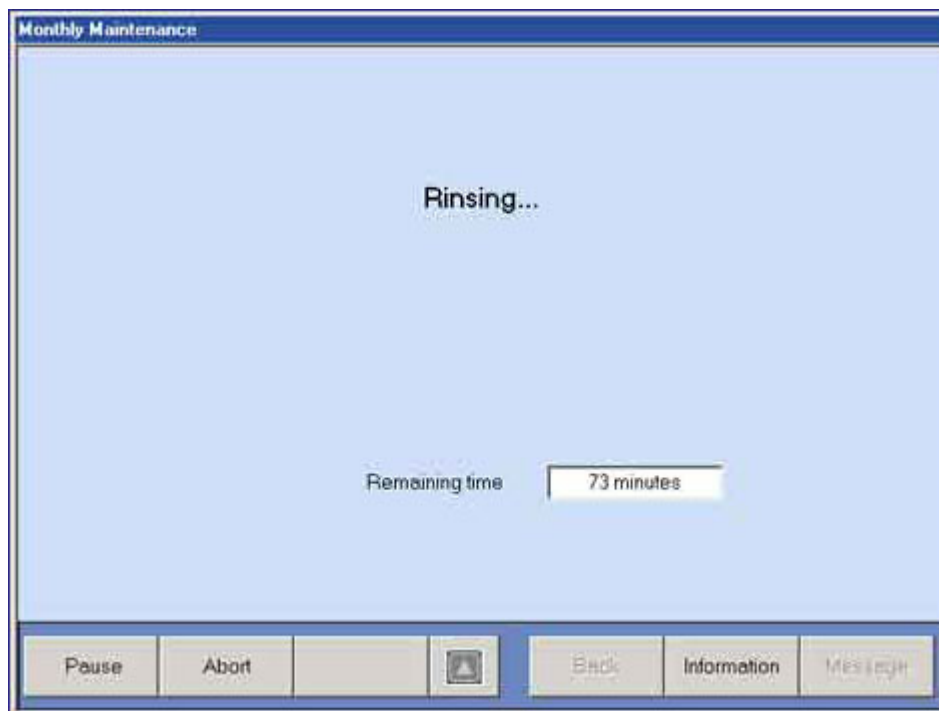 Monthly Maintenance
Rinsing...
Remaining time 73 minutes
Pause Abort Back Information Message